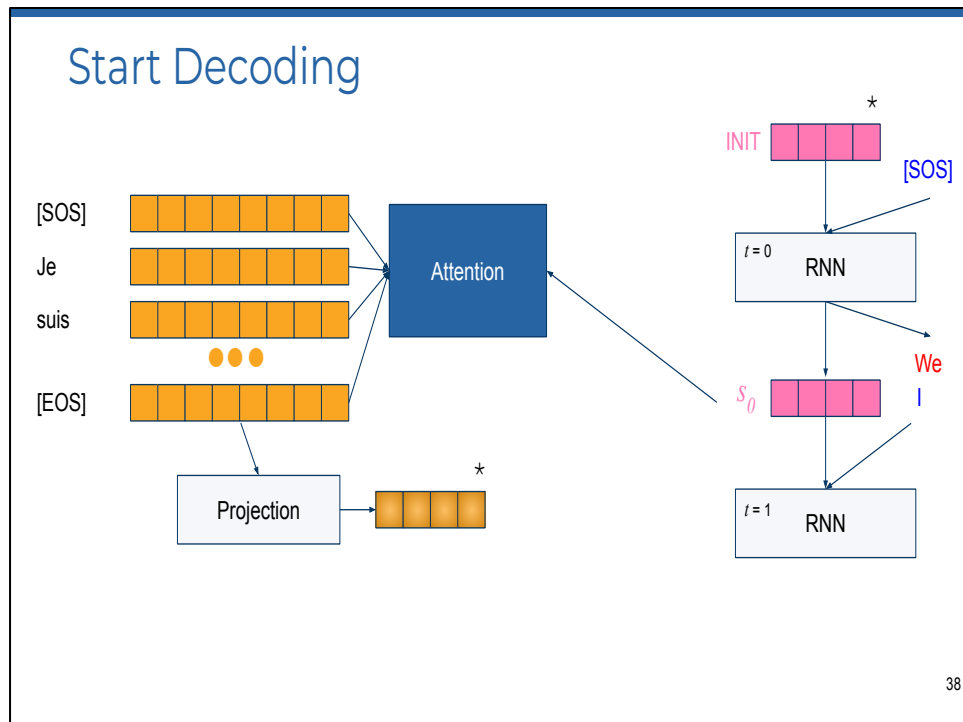 Start Decoding
*
INIT
[SOS]
[SOS]
Je
suis
[EOS]
Attention
t = 0
RNN
We
I
s0
*
Projection
t = 1
RNN
38